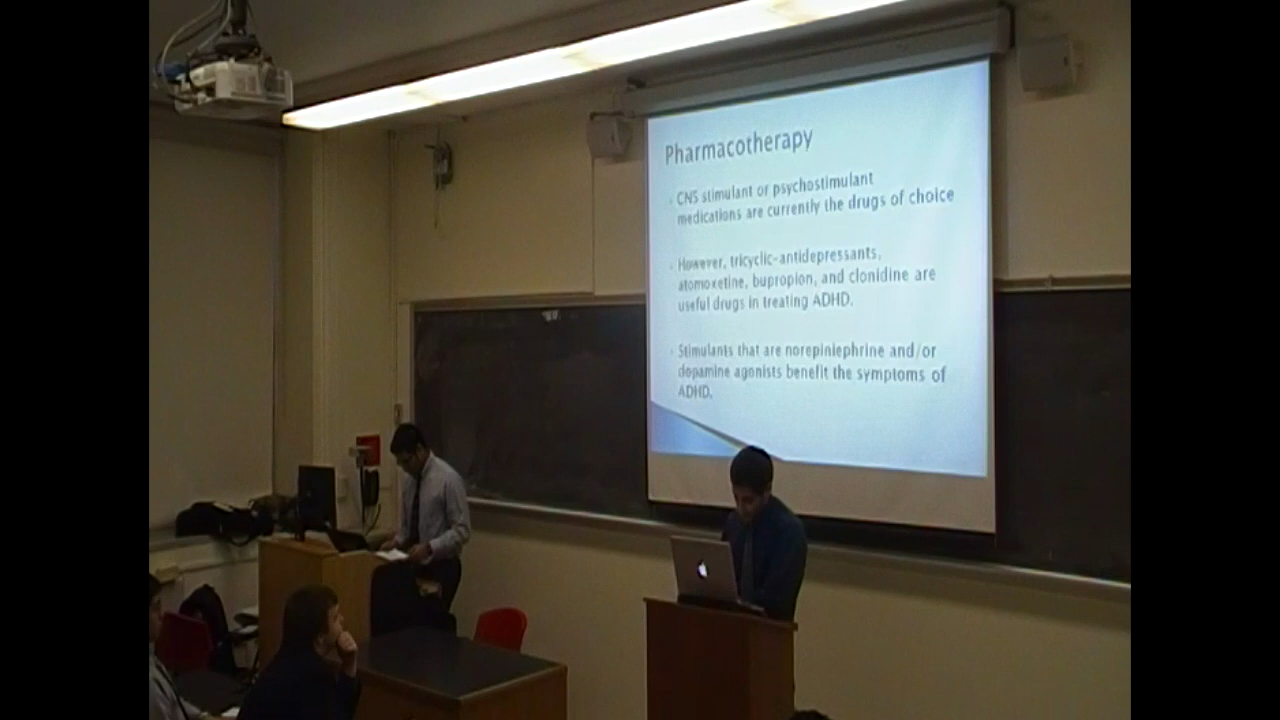 Pharmacotherapy
CNS stimulant or psychostimulant
medications are currently the drugs of choice
However, tricyclic-antidepressants,
atomoxetine, bupropion, and clonidine are
useful drugs in treating ADHD.
Stimulants that are norepiniephrine and/or
dopamine agonists benefit the symptoms of
ADHD.